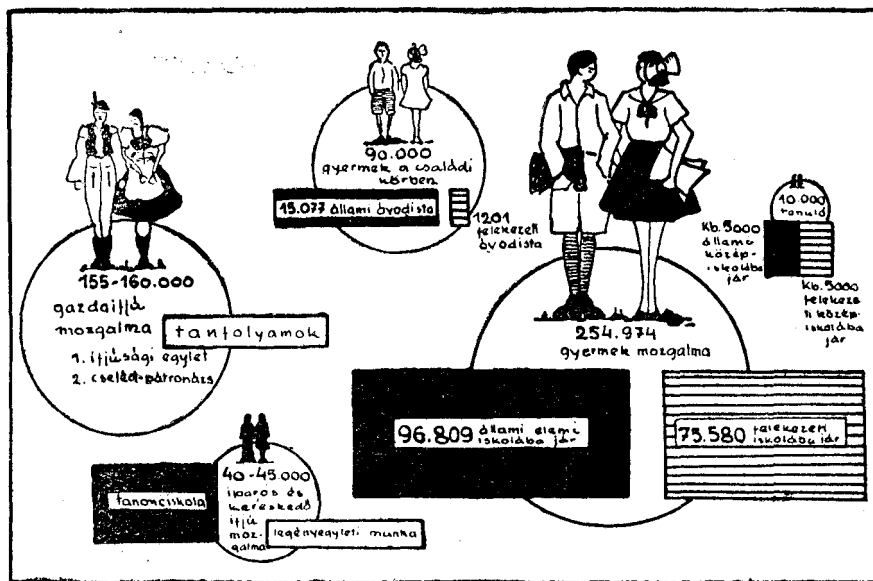 155-160.000
gazdaifjú
mozgalma
1. ifjúsági egylet
2. cseléd-pátronázs
tanfolyamok
90.000
gyermek a családi
körben
15.077 állami óvodista
1201
felekezeti
óvodista
254.974
gyermek mozgalma
96.809 állami elemi
iskolába jár
75.580 felekezeti
iskolába jár
10.000
tanuló
Kb. 5000
állami
közép-
iskolába
jár
Kb. 5000
felekeze-
ti közép-
iskolába
jár
tanonciskola
40-45.000
iparos és
kereskedő
ifjú
moz-
galma
legényegyleti munka